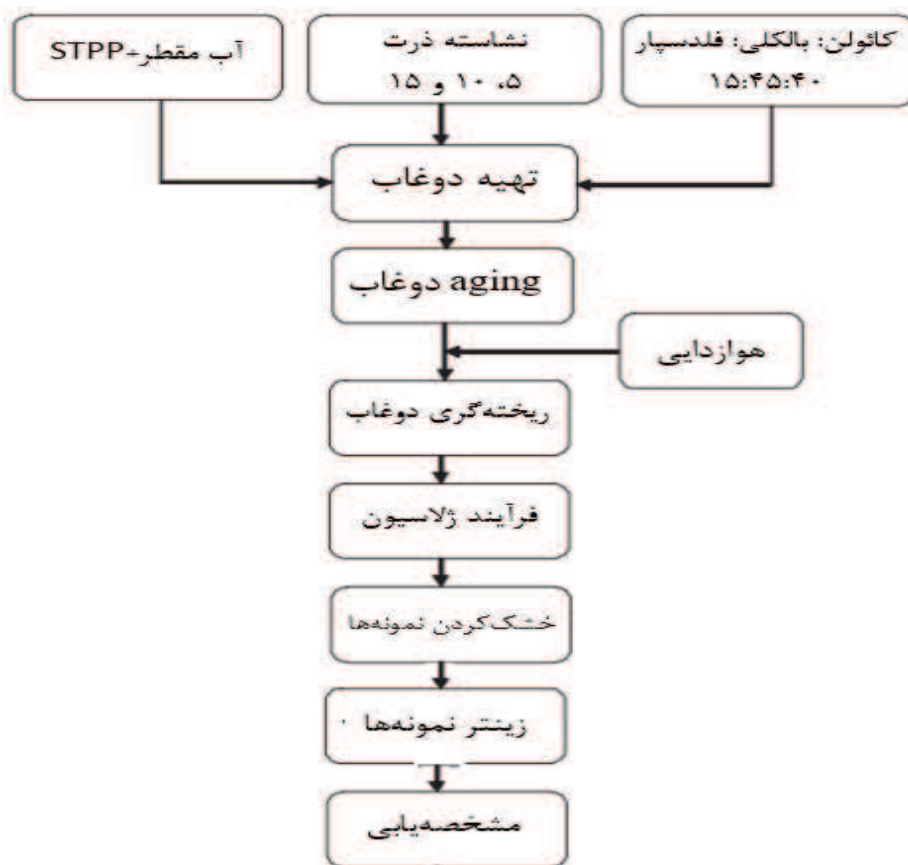 کائولن: بالکلی: فلدسپار
۱۵:۴۵:۴۰
نشاسته ذرت
۵، ۱۰ و ۱۵
آب مقطر+STPP
تهیه دوغاب
aging دوغاب
هوازدایی
ریخته‌گری دوغاب
فرآیند ژلاسیون
خشک‌کردن نمونه‌ها
زینتر نمونه‌ها
مشخصه‌یابی